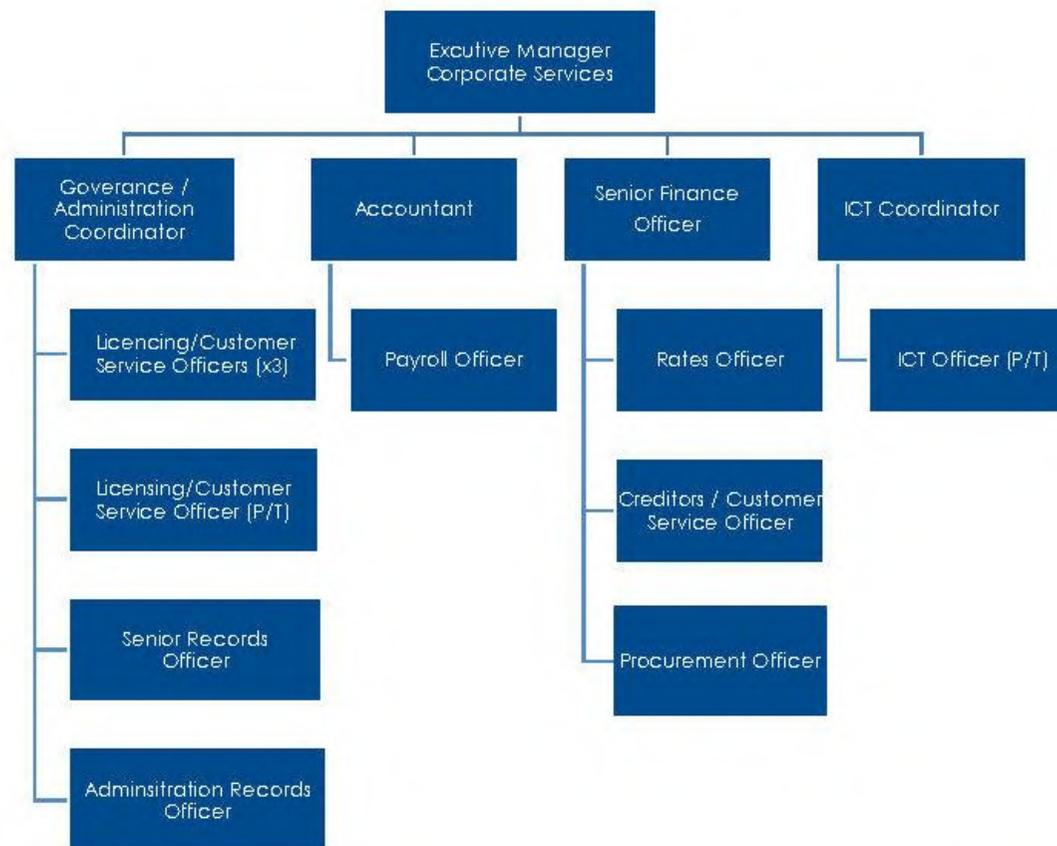 Excutive Manager
Corporate Services
Goverance /
Administration
Coordinator
Accountant
Senior Finance
Officer
ICT Coordinator
Licencing/Customer
Service Officers (x3)
Payroll Officer
Rates Officer
ICT Officer (P/T)
Licensing/Customer
Service Officer (P/T)
Creditors / Customer
Service Officer
Senior Records
Officer
Procurement Officer
Adminsitration Records
Officer